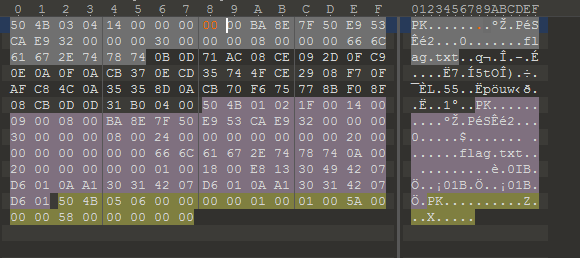 0 1 2 3 4 5 6 7 8 9 A B C D E F 0123456789ABCDEF
50 4B 03 04 14 00 00 00 00 00 BA 8E 7F 50 E9 53 PK........ºŽ.PéS
CA E9 32 00 00 00 30 00 00 00 08 00 00 00 66 6C Êé2...0.......fl
61 67 2E 74 78 74 0B 0D 71 AC 08 CE 09 2D 0F C9 ag.txt..q¬.Î.-.É
0E 0A 0F 0A CB 37 0E CD 35 74 4F CE 29 08 F7 0F ....Ë7.Í5tOÎ).÷.
AF C8 4C 0A 35 35 8D 0A CB 70 F6 75 77 8B F0 8F ¯ÈL.55..Ëpöuw‹ð.
08 CB 0D 0D 31 B0 04 00 50 4B 01 02 1F 00 14 00 .Ë..1°..PK......
09 00 08 00 BA 8E 7F 50 E9 53 CA E9 32 00 00 00 ....ºŽ.PéSÊé2...
30 00 00 00 08 00 24 00 00 00 00 00 00 00 20 00 0.....$....... .
00 00 00 00 00 00 66 6C 61 67 2E 74 78 74 0A 00 ......flag.txt..
20 00 00 00 00 00 01 00 18 00 E8 13 30 49 42 07 .........è.0IB.
D6 01 0A A1 30 31 42 07 D6 01 0A A1 30 31 42 07 Ö..¡01B.Ö..¡01B.
D6 01 50 4B 05 06 00 00 00 00 01 00 01 00 5A 00 Ö.PK..........Z.
00 00 58 00 00 00 00 00 ..X.....